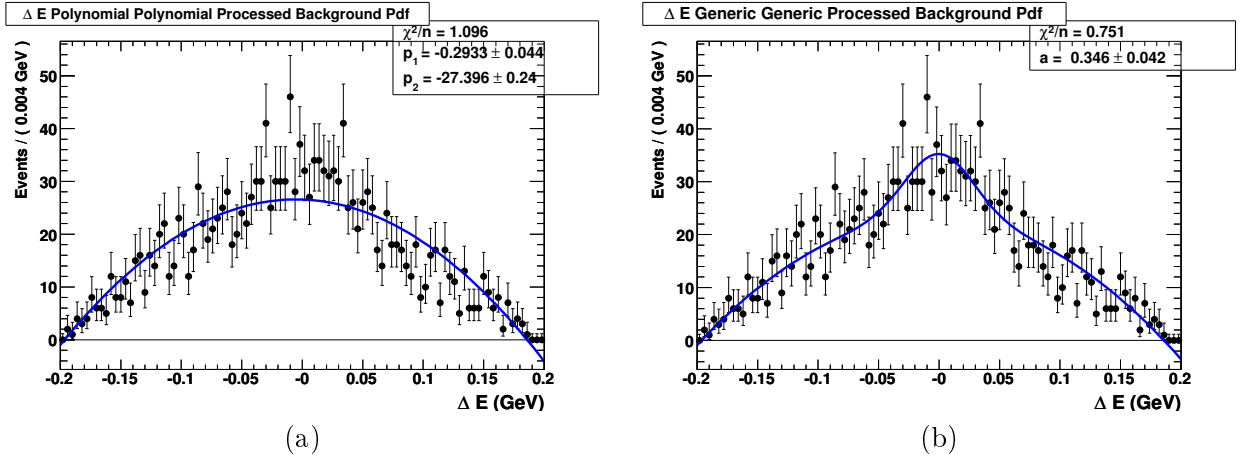 Δ E Polynomial Polynomial Processed Background Pdf
χ²/n = 1.096
p₁ = -0.2933 ± 0.044
p₂ = -27.396 ± 0.24
Events / ( 0.004 GeV )
50
40
30
20
10
0
-0.2 -0.15 -0.1 -0.05 -0 0.05 0.1 0.15 0.2
Δ E (GeV)
(a)
Δ E Generic Generic Processed Background Pdf
χ²/n = 0.751
a = 0.346 ± 0.042
Events / ( 0.004 GeV )
50
40
30
20
10
0
-0.2 -0.15 -0.1 -0.05 -0 0.05 0.1 0.15 0.2
Δ E (GeV)
(b)